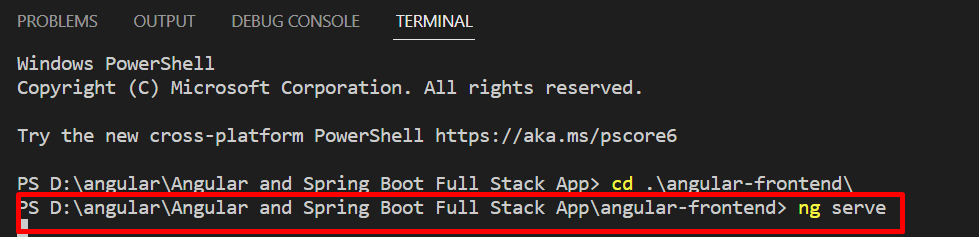 PROBLEMS OUTPUT DEBUG CONSOLE TERMINAL
Windows PowerShell
Copyright (C) Microsoft Corporation. All rights reserved.
Try the new cross-platform PowerShell https://aka.ms/pscore6
PS D:\angular\Angular and Spring Boot Full Stack App> cd .\angular-frontend\
PS D:\angular\Angular and Spring Boot Full Stack App\angular-frontend> ng serve